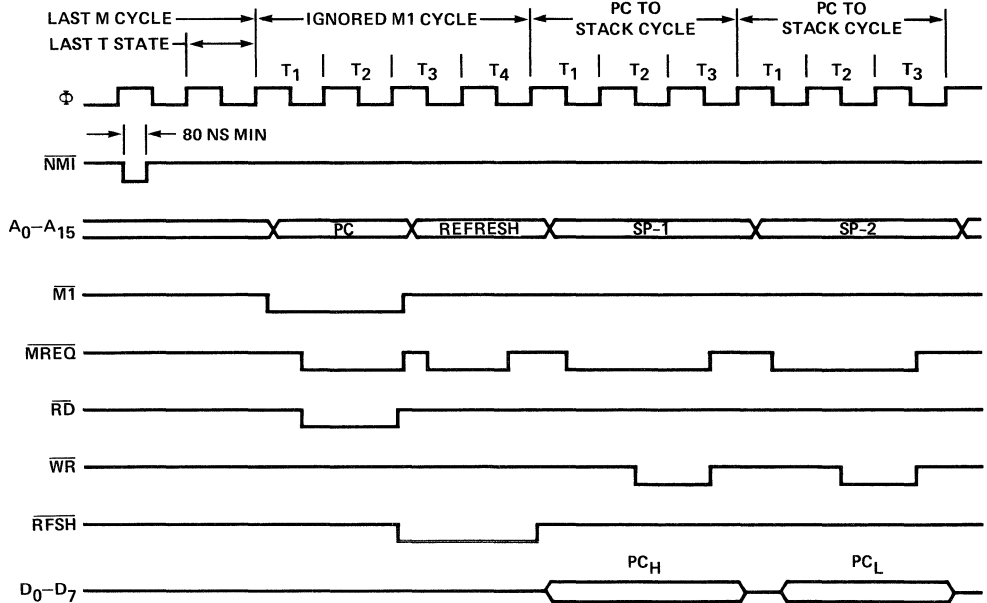 LAST M CYCLE
IGNORED M1 CYCLE
PC TO
STACK CYCLE
PC TO
STACK CYCLE
LAST T STATE
T1 T2 T3 T4 T1 T2 T3 T1 T2 T3
Φ
80 NS MIN
NMI
A0–A15 PC REFRESH SP-1 SP-2
M1
MREQ
RD
WR
RFSH
PCH PCL
D0–D7